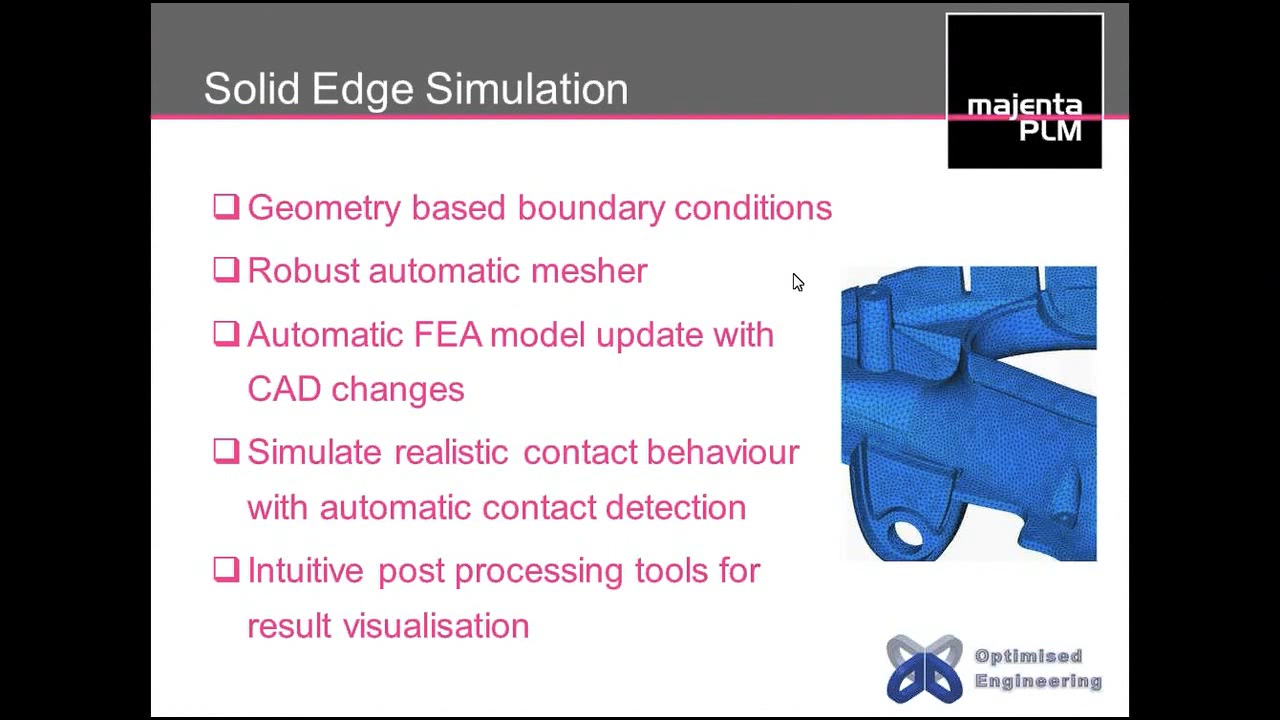 Solid Edge Simulation
majenta
PLM
Geometry based boundary conditions
Robust automatic mesher
Automatic FEA model update with
CAD changes
Simulate realistic contact behaviour
with automatic contact detection
Intuitive post processing tools for
result visualisation
Optimised
Engineering